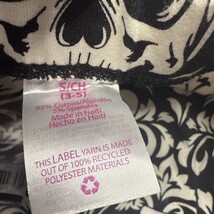 S/CH
(3-5)
95% Cotton/Algodón
5% Spandex
Made in Haiti
Hecho en Haiti
THIS LABEL YARN IS MADE
OUT OF 100% RECYCLED
POLYESTER MATERIALS